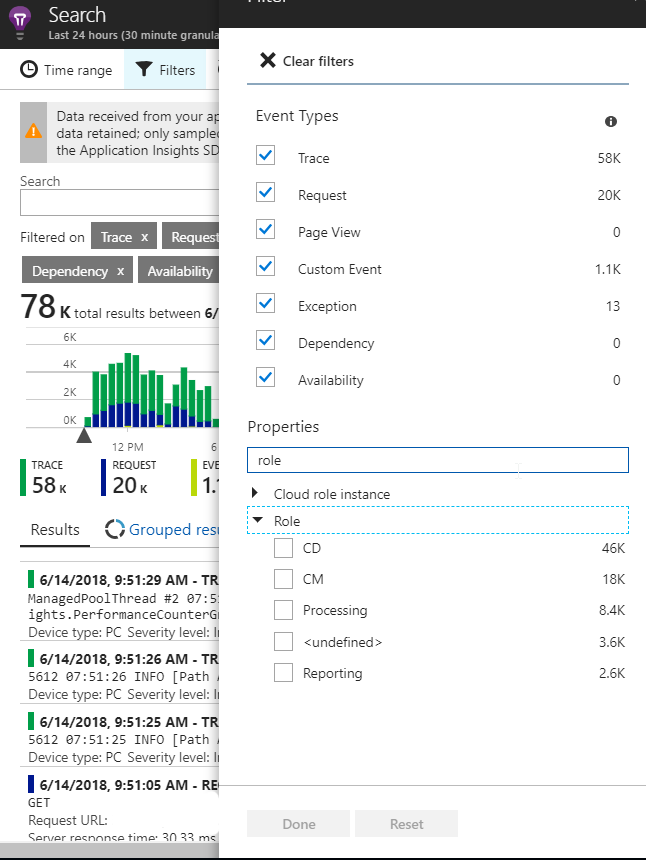 Search
Last 24 hours (30 minute granula
Time range
Filters
Data received from your ap
data retained; only sampled
the Application Insights SD
Search
Filtered on Trace x Request
Dependency x Availability
78 K total results between 6/
6K
4K
2K
0K
12 PM
6
TRACE
58 K
REQUEST
20 K
EVE
1.1
Results
Grouped resu
6/14/2018, 9:51:29 AM - TR
ManagedPoolThread #2 07:5
ights.PerformanceCounterG
Device type: PC Severity level: I
6/14/2018, 9:51:26 AM - TR
5612 07:51:26 INFO [Path A
Device type: PC Severity level: I
6/14/2018, 9:51:25 AM - TR
5612 07:51:25 INFO [Path A
Device type: PC Severity level: I
6/14/2018, 9:51:05 AM - RE
GET
Request URL:
Server response time: 30.33 ms
Filter
Clear filters
Event Types
Trace 58K
Request 20K
Page View 0
Custom Event 1.1K
Exception 13
Dependency 0
Availability 0
Properties
role
Cloud role instance
Role
CD 46K
CM 18K
Processing 8.4K
<undefined> 3.6K
Reporting 2.6K
Done
Reset